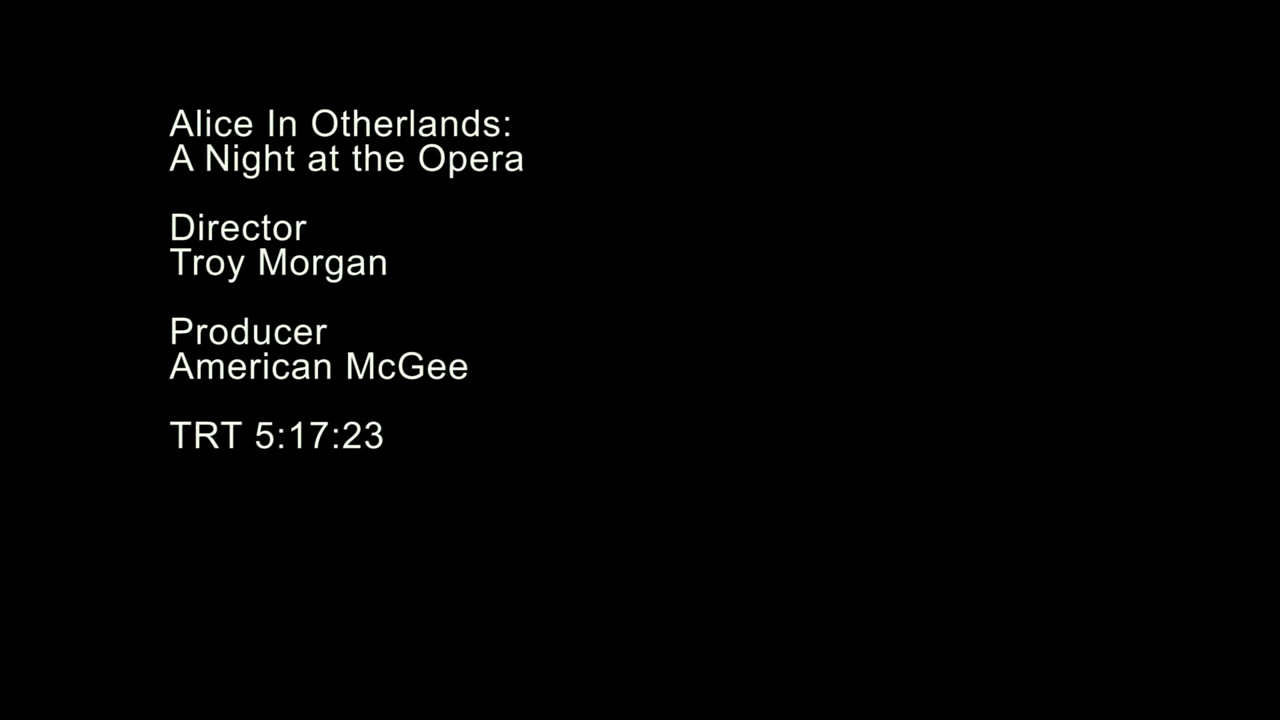 Alice In Otherlands:
A Night at the Opera
Director
Troy Morgan
Producer
American McGee
TRT 5:17:23